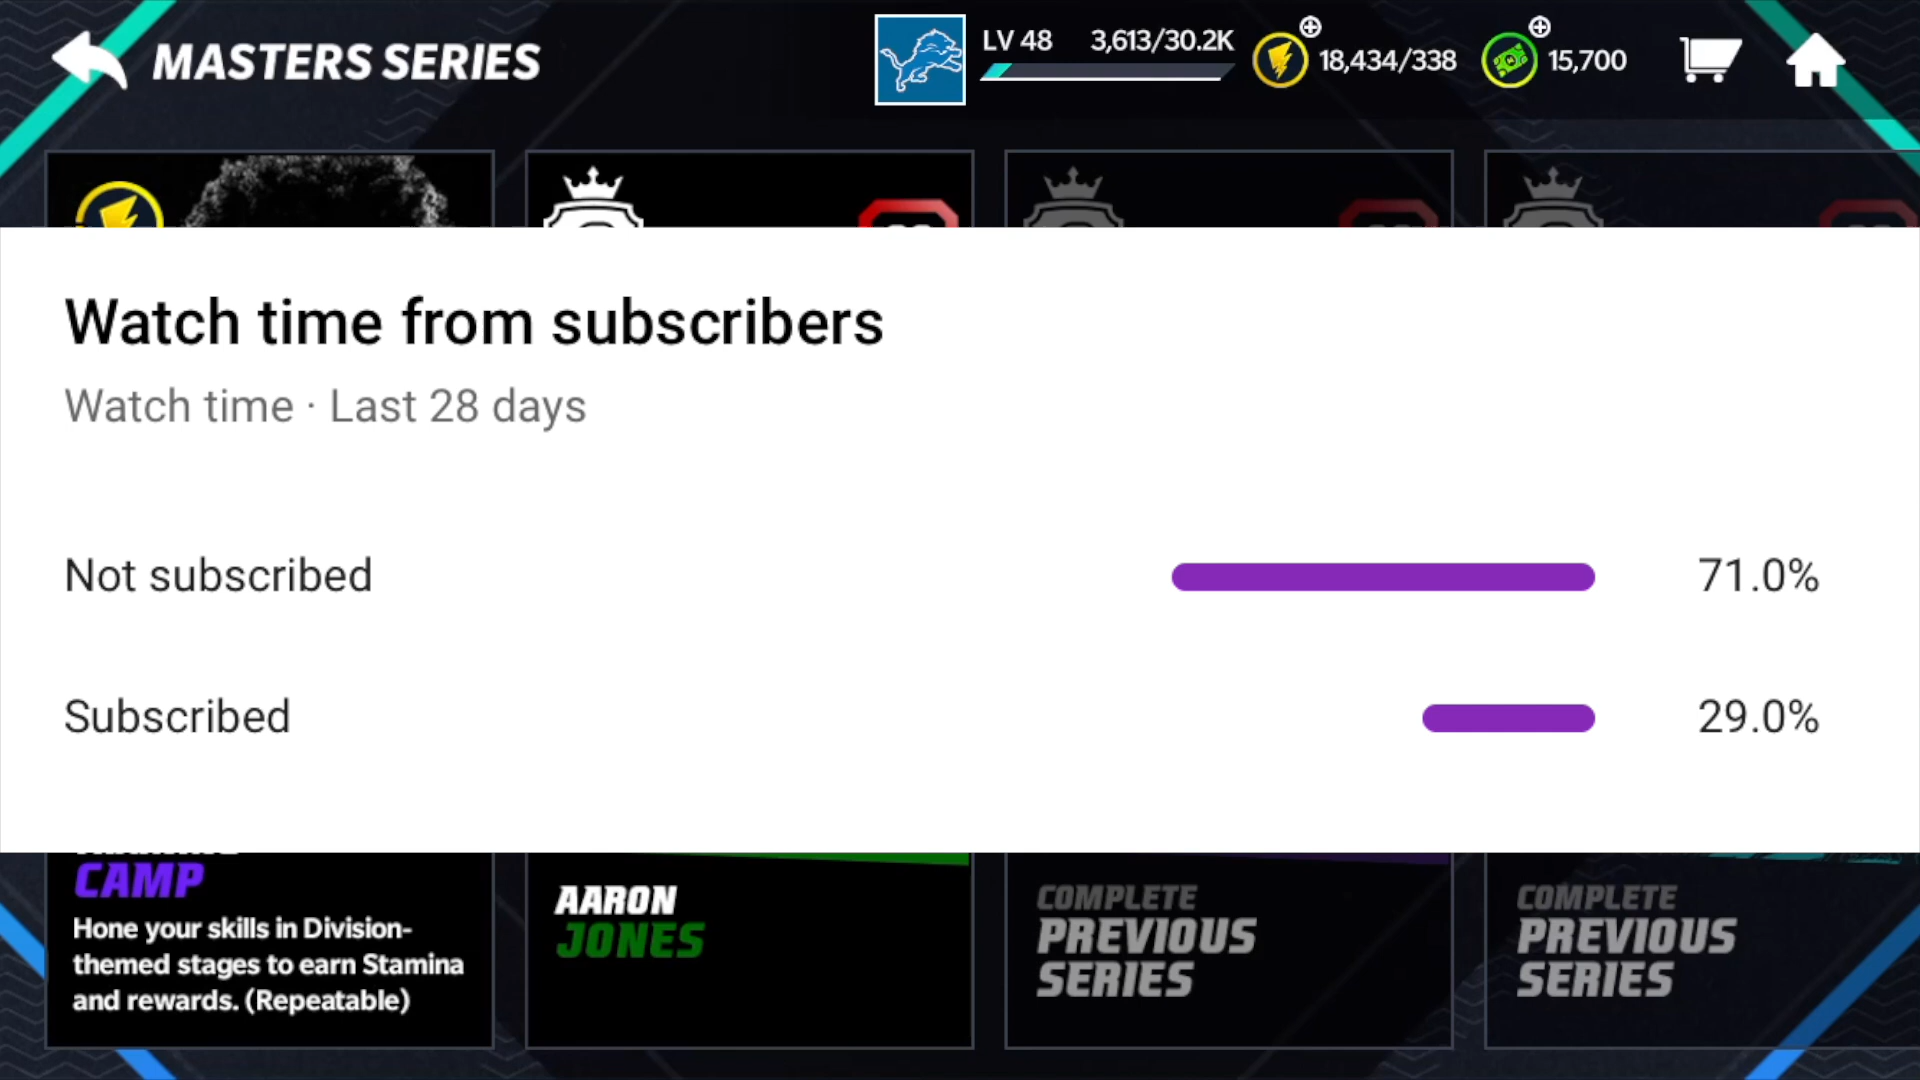 MASTERS SERIES
LV 48 3,613/30.2K
18,434/338
15,700
Watch time from subscribers
Watch time · Last 28 days
Not subscribed 71.0%
Subscribed 29.0%
CAMP
Hone your skills in Division-
themed stages to earn Stamina
and rewards. (Repeatable)
AARON
JONES
COMPLETE
PREVIOUS
SERIES
COMPLETE
PREVIOUS
SERIES